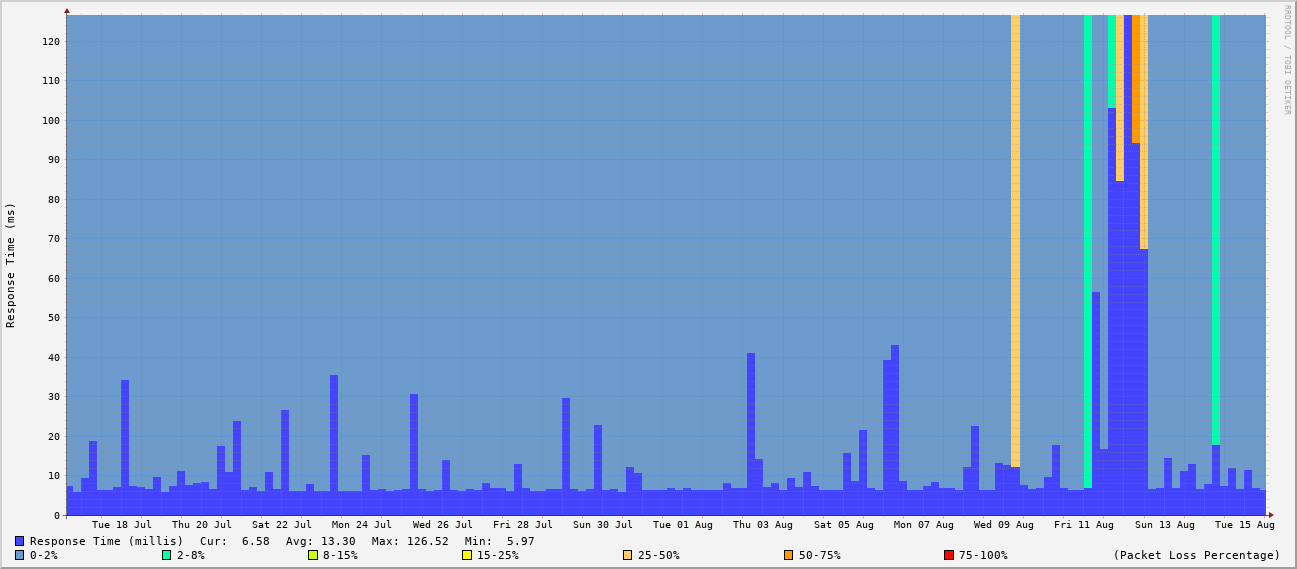 RRDTOOL / TOBI OETIKER
Response Time (ms)
120
110
100
90
80
70
60
50
40
30
20
10
0
Tue 18 Jul Thu 20 Jul Sat 22 Jul Mon 24 Jul Wed 26 Jul Fri 28 Jul Sun 30 Jul Tue 01 Aug Thu 03 Aug Sat 05 Aug Mon 07 Aug Wed 09 Aug Fri 11 Aug Sun 13 Aug Tue 15 Aug
Response Time (millis) Cur: 6.58 Avg: 13.30 Max: 126.52 Min: 5.97
0-2% 2-8% 8-15% 15-25% 25-50% 50-75% 75-100% (Packet Loss Percentage)